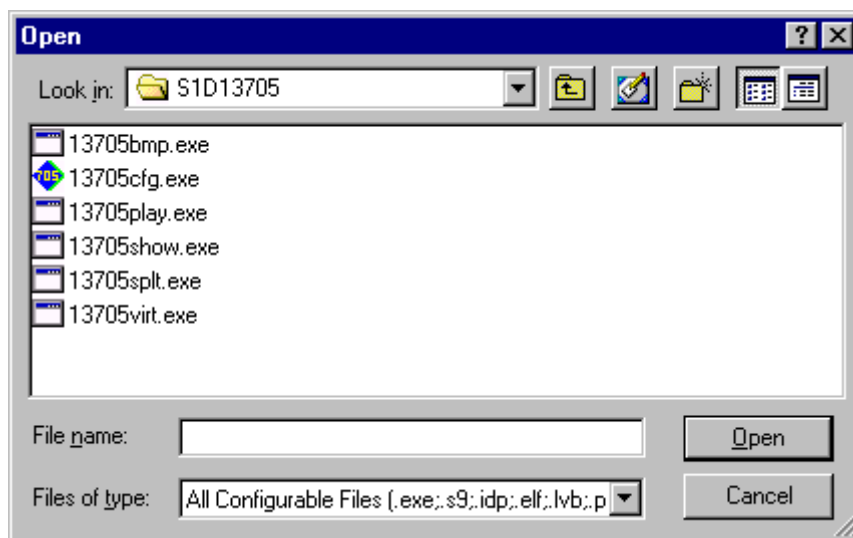 Open
Look in: S1D13705
13705bmp.exe
705 13705cfg.exe
13705play.exe
13705show.exe
13705splt.exe
13705virt.exe
File name: Open
Files of type: All Configurable Files (.exe;.s9;.idp;.elf;.lvb;.p Cancel